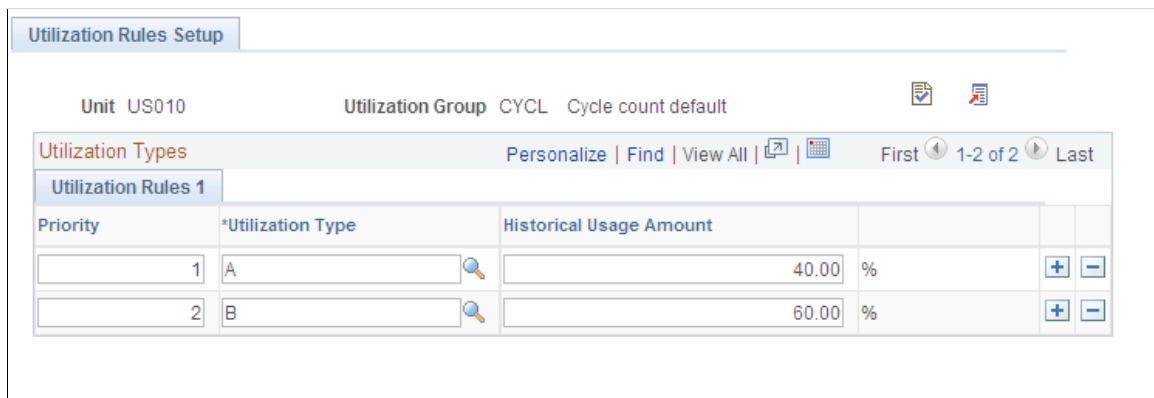 Utilization Rules Setup
Unit US010 Utilization Group CYCL Cycle count default
Utilization Types Personalize | Find | View All | | First 1-2 of 2 Last
Utilization Rules 1
Priority *Utilization Type Historical Usage Amount
1 A 40.00 %
2 B 60.00 %